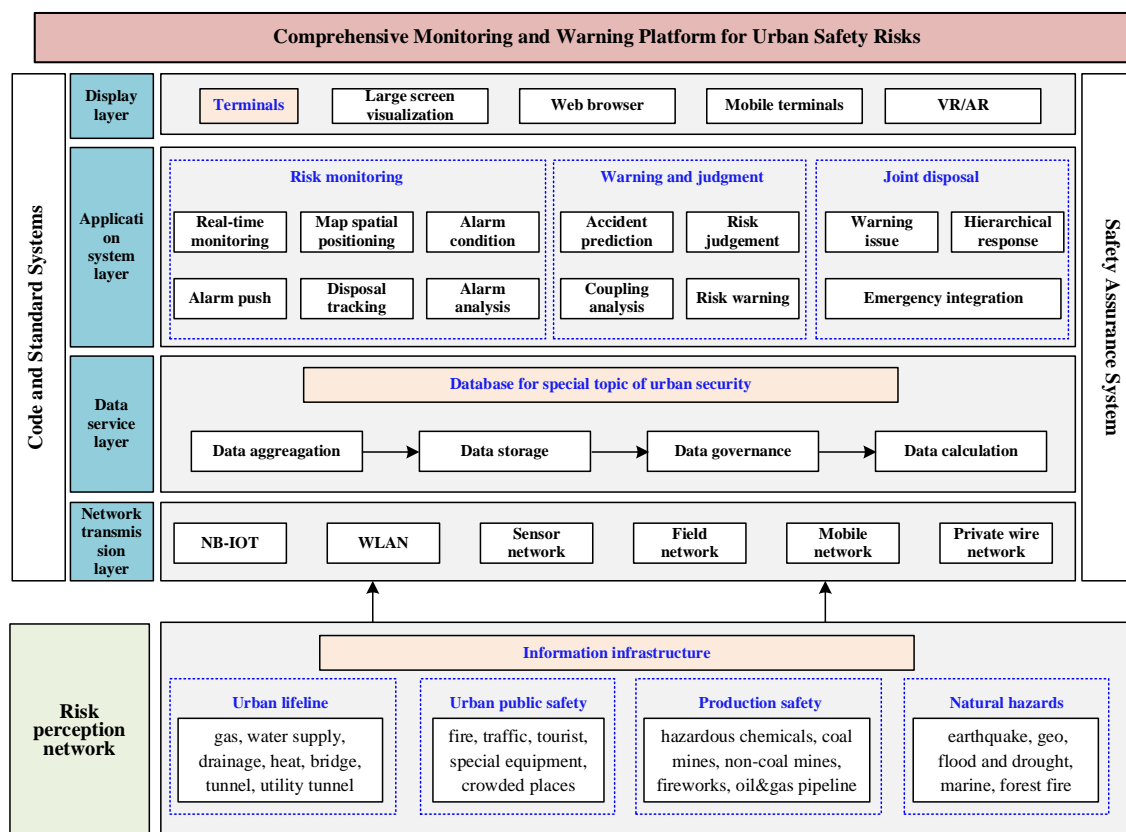 Comprehensive Monitoring and Warning Platform for Urban Safety Risks
Code and Standard Systems
Display
layer
Terminals
Large screen
visualization
Web browser
Mobile terminals
VR/AR
Applicati
on
system
layer
Risk monitoring
Real-time
monitoring
Map spatial
positioning
Alarm
condition
Alarm push
Disposal
tracking
Alarm
analysis
Warning and judgment
Accident
prediction
Risk
judgement
Coupling
analysis
Risk warning
Joint disposal
Warning
issue
Hierarchical
response
Emergency integration
Data
service
layer
Database for special topic of urban security
Data aggreagation
Data storage
Data governance
Data calculation
Network
transmis
sion
layer
NB-IOT
WLAN
Sensor
network
Field
network
Mobile
network
Private wire
network
Safety Assurance System
Risk
perception
network
Information infrastructure
Urban lifeline
gas, water supply,
drainage, heat, bridge,
tunnel, utility tunnel
Urban public safety
fire, traffic, tourist,
special equipment,
crowded places
Production safety
hazardous chemicals, coal
mines, non-coal mines,
fireworks, oil&gas pipeline
Natural hazards
earthquake, geo,
flood and drought,
marine, forest fire